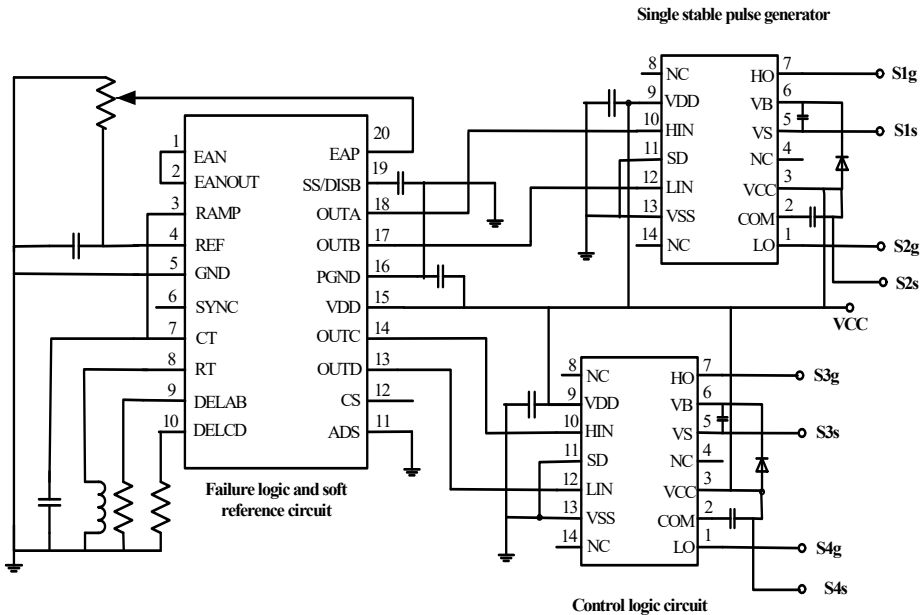 Single stable pulse generator
8 NC HO 7 S1g
9 VDD VB 6
10 HIN VS 5 S1s
11 SD NC 4
12 LIN VCC 3
13 VSS COM 2
14 NC LO 1 S2g
S2s
VCC
1 EAN EAP 20
2 EANOUT SS/DISB 19
3 RAMP OUTA 18
4 REF OUTB 17
5 GND PGND 16
6 SYNC VDD 15
7 CT OUTC 14
8 RT OUTD 13
9 DELAB CS 12
10 DELCD ADS 11
Failure logic and soft
reference circuit
8 NC HO 7 S3g
9 VDD VB 6
10 HIN VS 5 S3s
11 SD NC 4
12 LIN VCC 3
13 VSS COM 2
14 NC LO 1 S4g
S4s
Control logic circuit